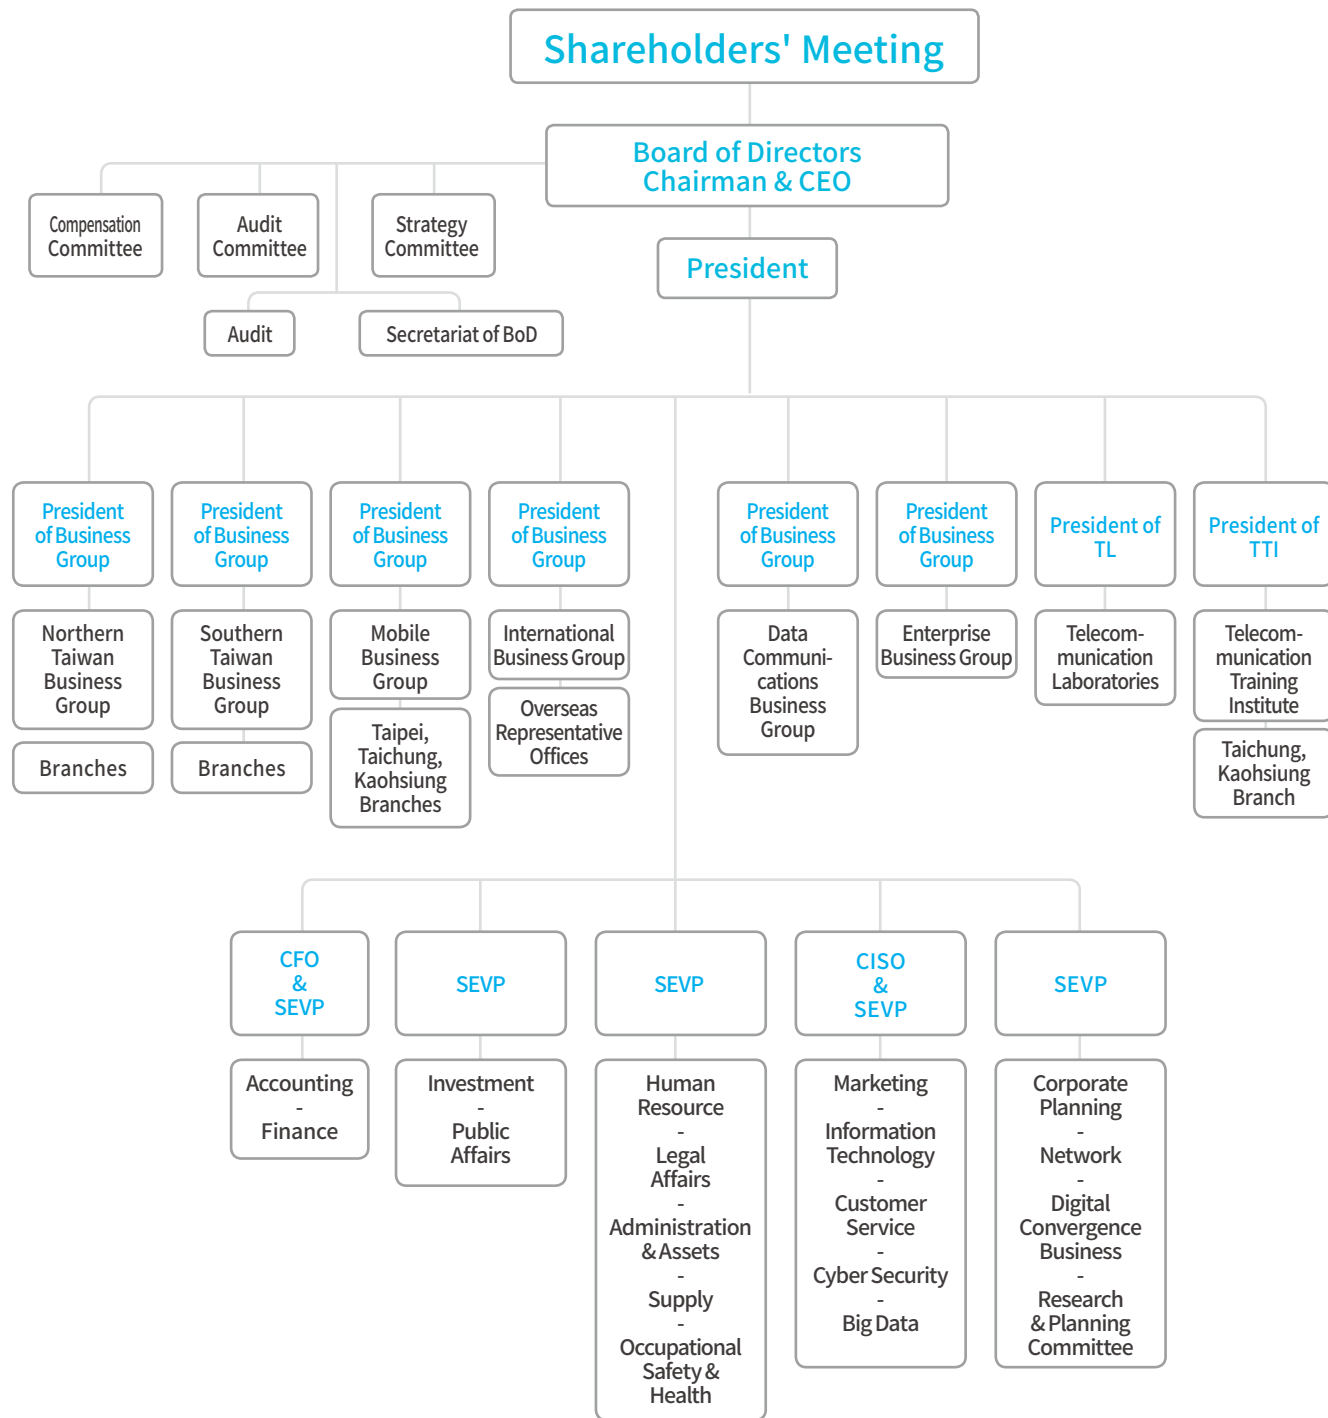 Shareholders' Meeting
Board of Directors
Chairman & CEO
Compensation
Committee
Audit
Committee
Strategy
Committee
President
Audit
Secretariat of BoD
President
of Business
Group
President
of Business
Group
President
of Business
Group
President
of Business
Group
President
of Business
Group
President
of Business
Group
President of
TL
President of
TTI
Northern
Taiwan
Business
Group
Southern
Taiwan
Business
Group
Mobile
Business
Group
International
Business Group
Data
Communi-
cations
Business
Group
Enterprise
Business Group
Telecom-
munication
Laboratories
Telecom-
munication
Training
Institute
Branches
Branches
Taipei,
Taichung,
Kaohsiung
Branches
Overseas
Representative
Offices
Taichung,
Kaohsiung
Branch
CFO
&
SEVP
SEVP
SEVP
CISO
&
SEVP
SEVP
Accounting
-
Finance
Investment
-
Public
Affairs
Human
Resource
-
Legal
Affairs
-
Administration
& Assets
-
Supply
-
Occupational
Safety &
Health
Marketing
-
Information
Technology
-
Customer
Service
-
Cyber Security
-
Big Data
Corporate
Planning
-
Network
-
Digital
Convergence
Business
-
Research
& Planning
Committee